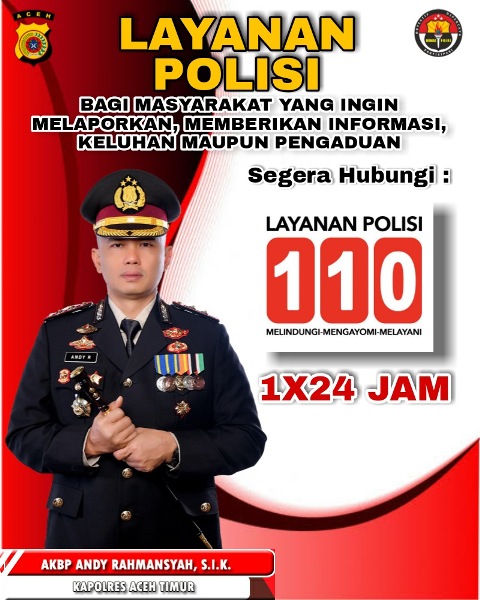 ACEH
LAYANAN
POLISI
BAGI MASYARAKAT YANG INGIN
MELAPORKAN, MEMBERIKAN INFORMASI,
KELUHAN MAUPUN PENGADUAN
Segera Hubungi :
LAYANAN POLISI
110
MELINDUNGI-MENGAYOMI-MELAYANI
1X24 JAM
ANDY R
AKBP ANDY RAHMANSYAH, S.I.K.
KAPOLRES ACEH TIMUR